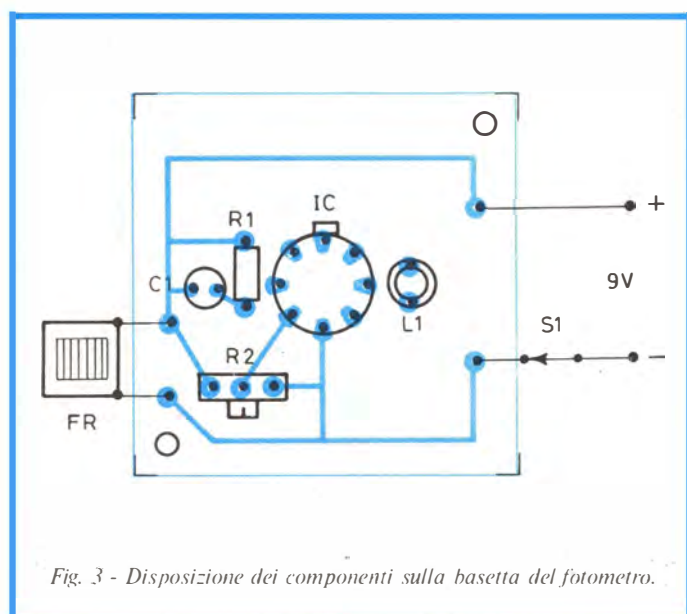 IC
R1
+
C1
9V
L1
S1
R2
−
FR
Fig. 3 - Disposizione dei componenti sulla basetta del fotometro.